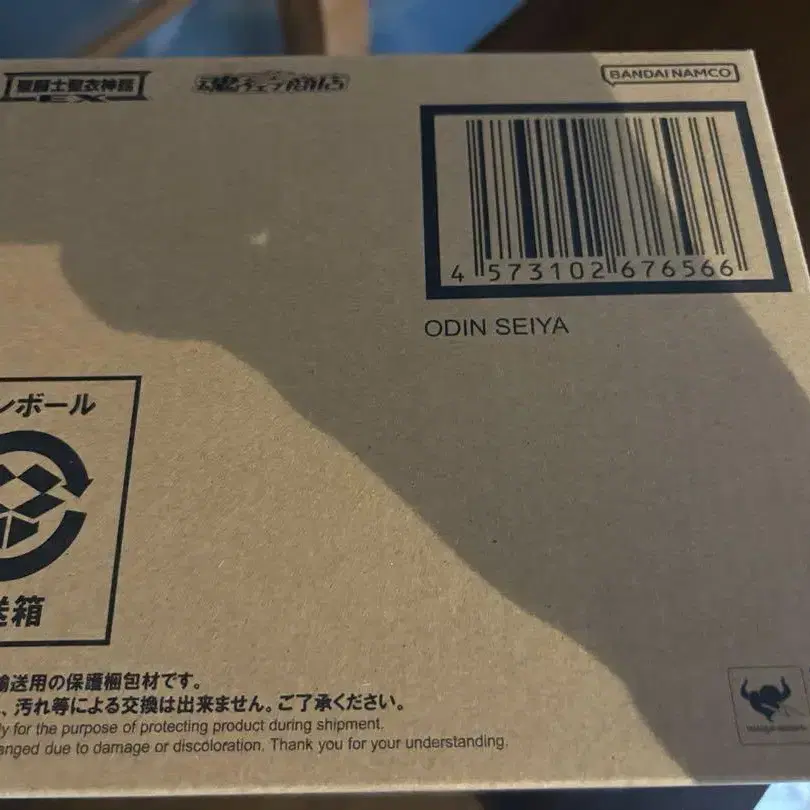 聖闘士聖衣神話
EX
魂ウェブ商店
BANDAI NAMCO
4 573102 676566
ODIN SEIYA
ンボール
送箱
輸送用の保護梱包材です。
、汚れ等による交換は出来ません。ご了承ください。
ly for the purpose of protecting product during shipment.
anged due to damage or discoloration. Thank you for your understanding.